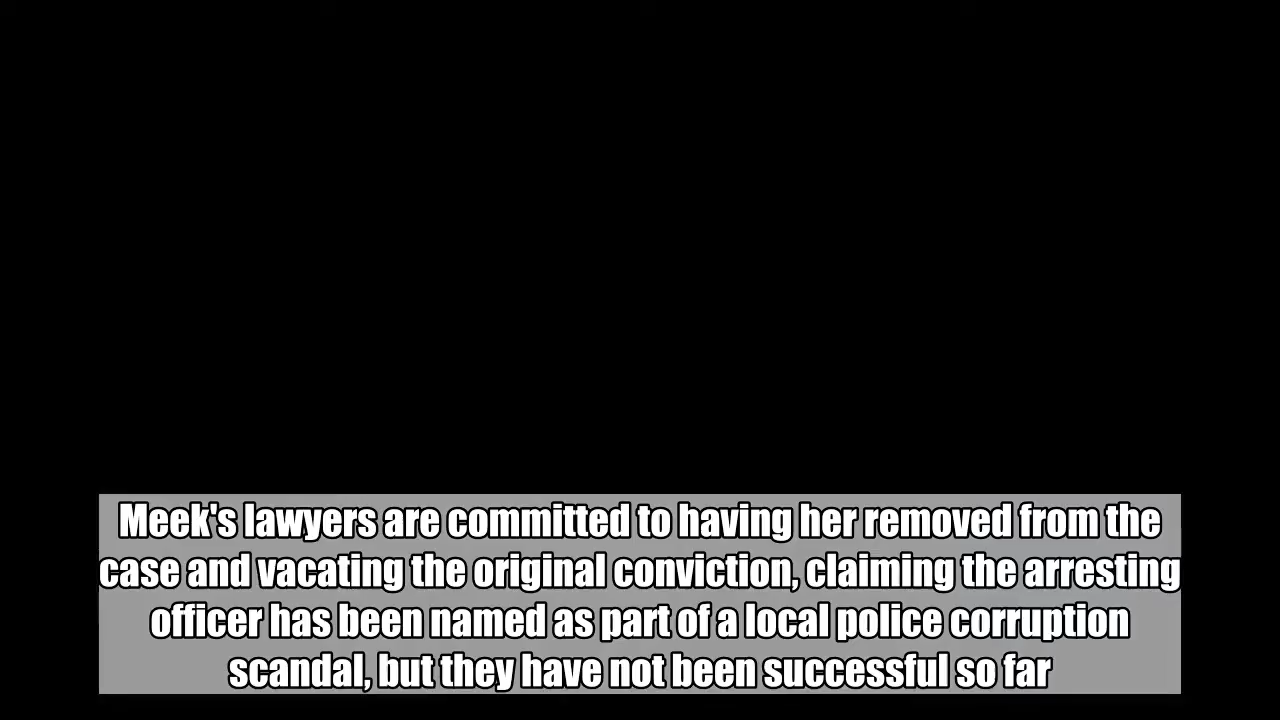 Meek's lawyers are committed to having her removed from the
case and vacating the original conviction, claiming the arresting
officer has been named as part of a local police corruption
scandal, but they have not been successful so far